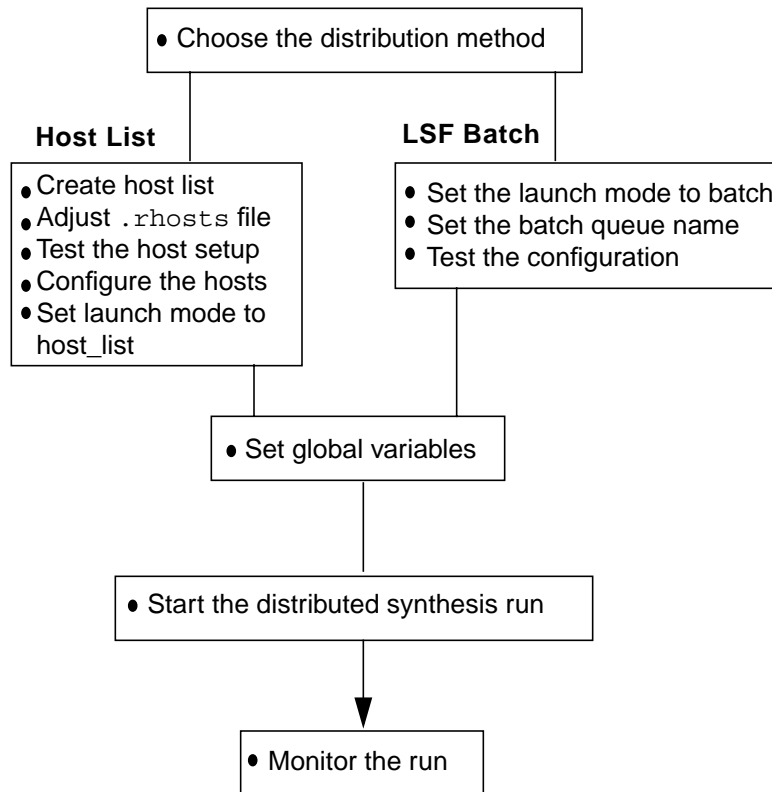 • Choose the distribution method
Host List
• Create host list
• Adjust .rhosts file
• Test the host setup
• Configure the hosts
• Set launch mode to
host_list
LSF Batch
• Set the launch mode to batch
• Set the batch queue name
• Test the configuration
• Set global variables
• Start the distributed synthesis run
• Monitor the run